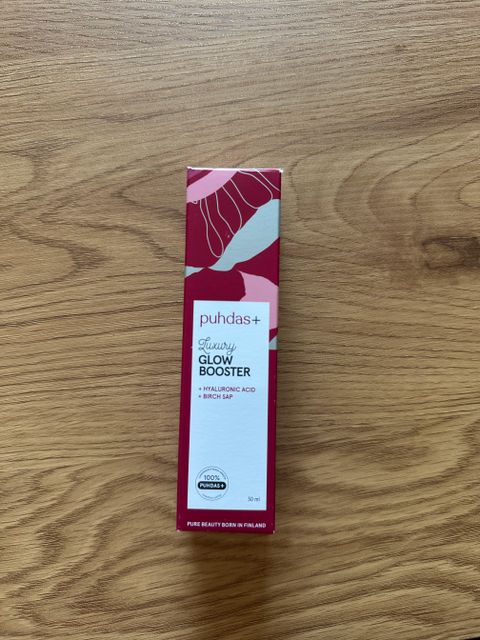 puhdas+
Luxury
GLOW
BOOSTER
+ HYALURONIC ACID
+ BIRCH SAP
100%
PUHDAS+
30 ml
PURE BEAUTY BORN IN FINLAND